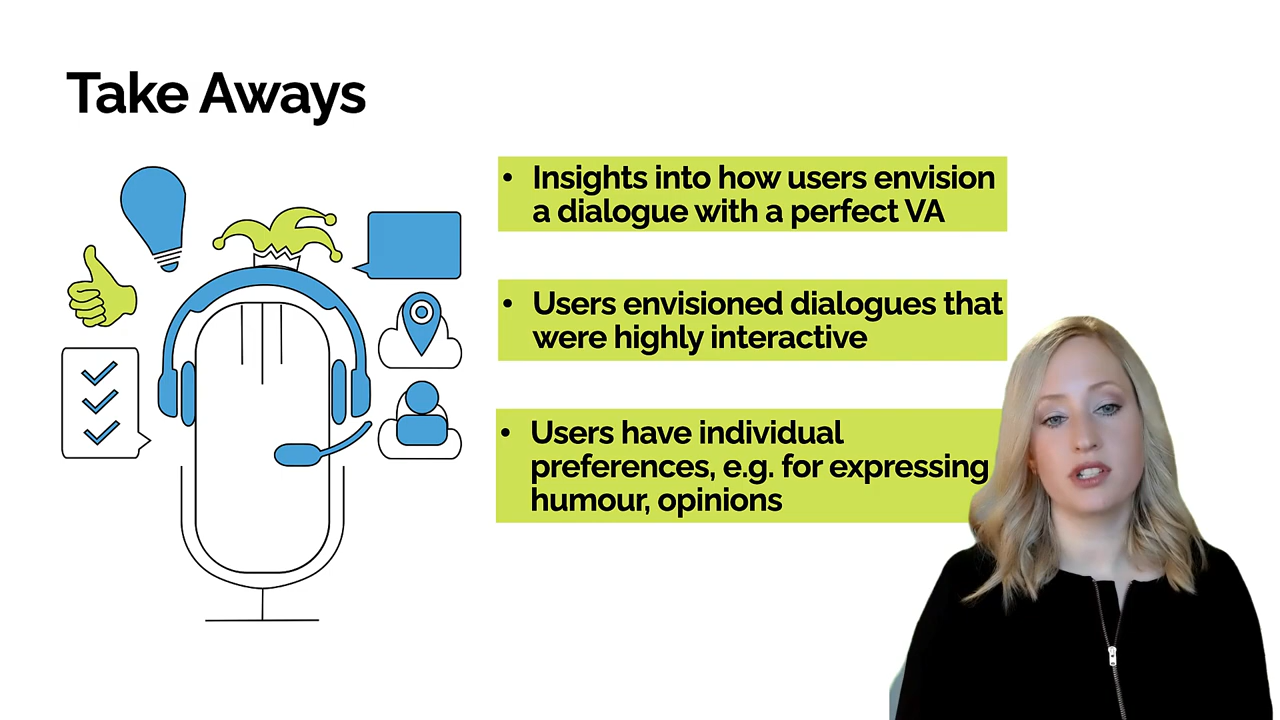 Take Aways
• Insights into how users envision
a dialogue with a perfect VA
• Users envisioned dialogues that
were highly interactive
• Users have individual
preferences, e.g. for expressing
humour, opinions